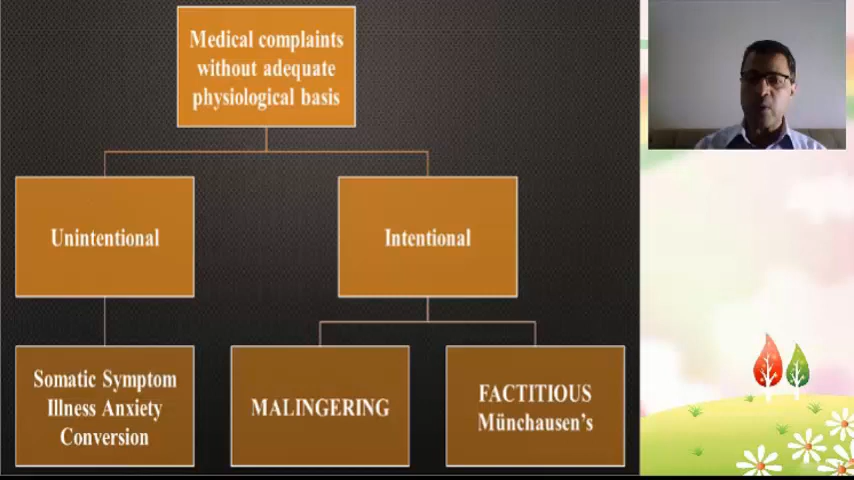 Medical complaints
without adequate
physiological basis
Unintentional
Intentional
Somatic Symptom
Illness Anxiety
Conversion
MALINGERING
FACTITIOUS
Münchausen's